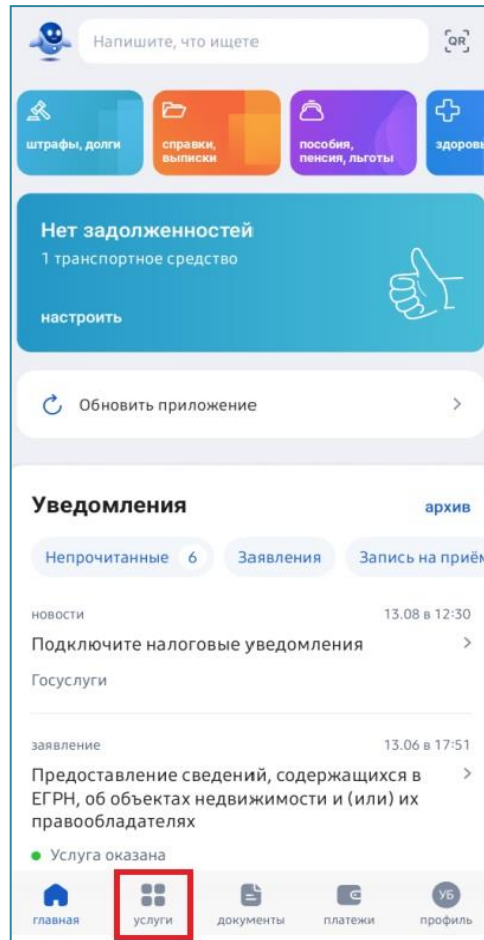 Напишите, что ищете
QR
штрафы, долги
справки,
выписки
пособия,
пенсия, льготы
здоровь
Нет задолженностей
1 транспортное средство
настроить
Обновить приложение
Уведомления
архив
Непрочитанные 6
Заявления
Запись на приём
новости
13.08 в 12:30
Подключите налоговые уведомления
Госуслуги
заявление
13.06 в 17:51
Предоставление сведений, содержащихся в
ЕГРН, об объектах недвижимости и (или) их
правообладателях
Услуга оказана
главная
услуги
документы
платежи
УБ
профиль